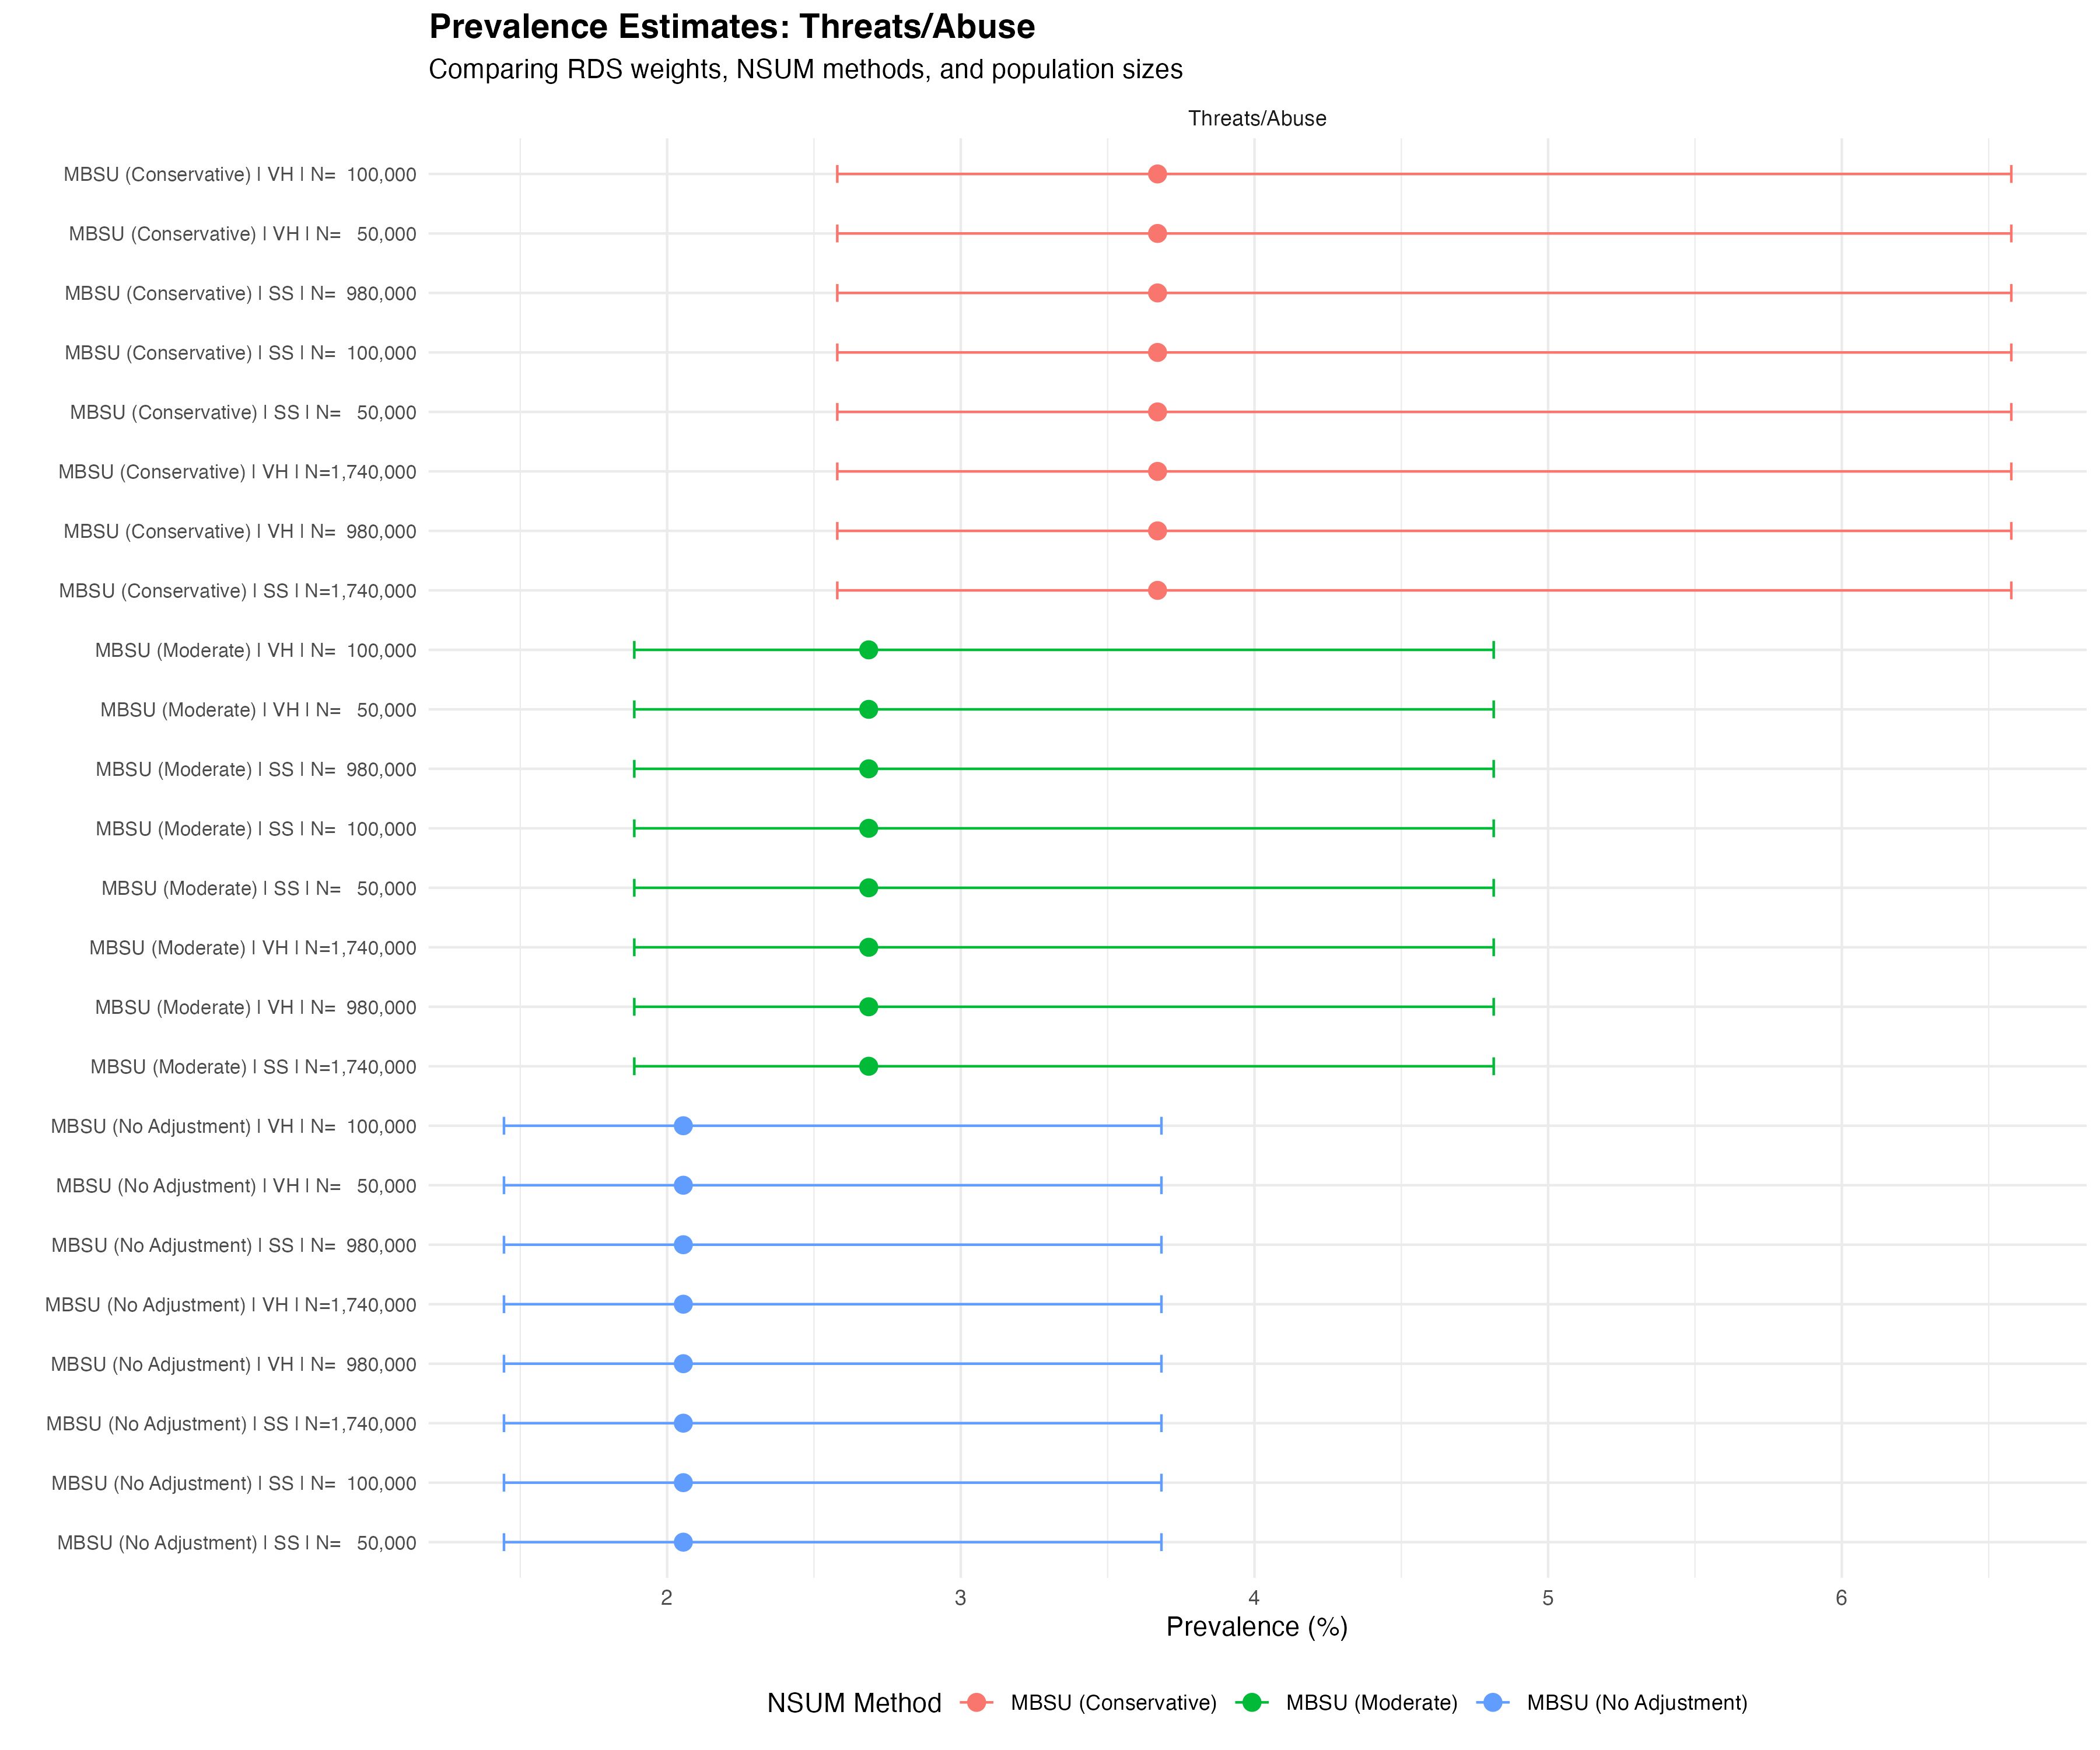 Prevalence Estimates: Threats/Abuse
Comparing RDS weights, NSUM methods, and population sizes
Threats/Abuse
MBSU (Conservative) | VH | N=  100,000
MBSU (Conservative) | VH | N=   50,000
MBSU (Conservative) | SS | N=  980,000
MBSU (Conservative) | SS | N=  100,000
MBSU (Conservative) | SS | N=   50,000
MBSU (Conservative) | VH | N=1,740,000
MBSU (Conservative) | VH | N=  980,000
MBSU (Conservative) | SS | N=1,740,000
MBSU (Moderate) | VH | N=  100,000
MBSU (Moderate) | VH | N=   50,000
MBSU (Moderate) | SS | N=  980,000
MBSU (Moderate) | SS | N=  100,000
MBSU (Moderate) | SS | N=   50,000
MBSU (Moderate) | VH | N=1,740,000
MBSU (Moderate) | VH | N=  980,000
MBSU (Moderate) | SS | N=1,740,000
MBSU (No Adjustment) | VH | N=  100,000
MBSU (No Adjustment) | VH | N=   50,000
MBSU (No Adjustment) | SS | N=  980,000
MBSU (No Adjustment) | VH | N=1,740,000
MBSU (No Adjustment) | VH | N=  980,000
MBSU (No Adjustment) | SS | N=1,740,000
MBSU (No Adjustment) | SS | N=  100,000
MBSU (No Adjustment) | SS | N=   50,000
2 3 4 5 6
Prevalence (%)
NSUM Method MBSU (Conservative) MBSU (Moderate) MBSU (No Adjustment)